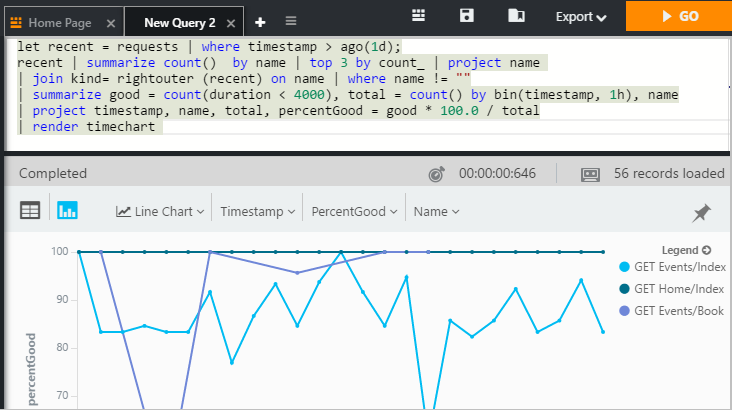 Home Page
New Query 2
Export
GO
let recent = requests | where timestamp > ago(1d);
recent | summarize count()  by name | top 3 by count_ | project name
| join kind= rightouter (recent) on name | where name != ""
| summarize good = count(duration < 4000), total = count() by bin(timestamp, 1h), name
| project timestamp, name, total, percentGood = good * 100.0 / total
| render timechart
Completed
00:00:00:646
56 records loaded
Line Chart
Timestamp
PercentGood
Name
Legend
GET Events/Index
GET Home/Index
GET Events/Book
100
90
80
70
percentGood